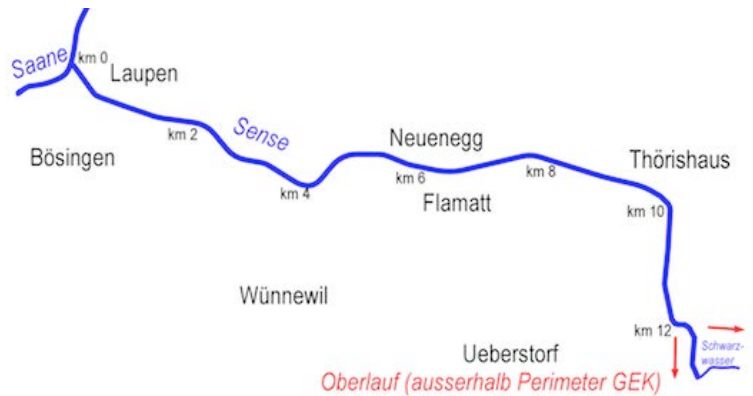 Saane
km 0
Laupen
km 2
Sense
Bösingen
km 4
Neuenegg
km 6
km 8
Thörishaus
Flamatt
km 10
Wünnewil
km 12
Schwarz-
wasser
Ueberstorf
Oberlauf (ausserhalb Perimeter GEK)